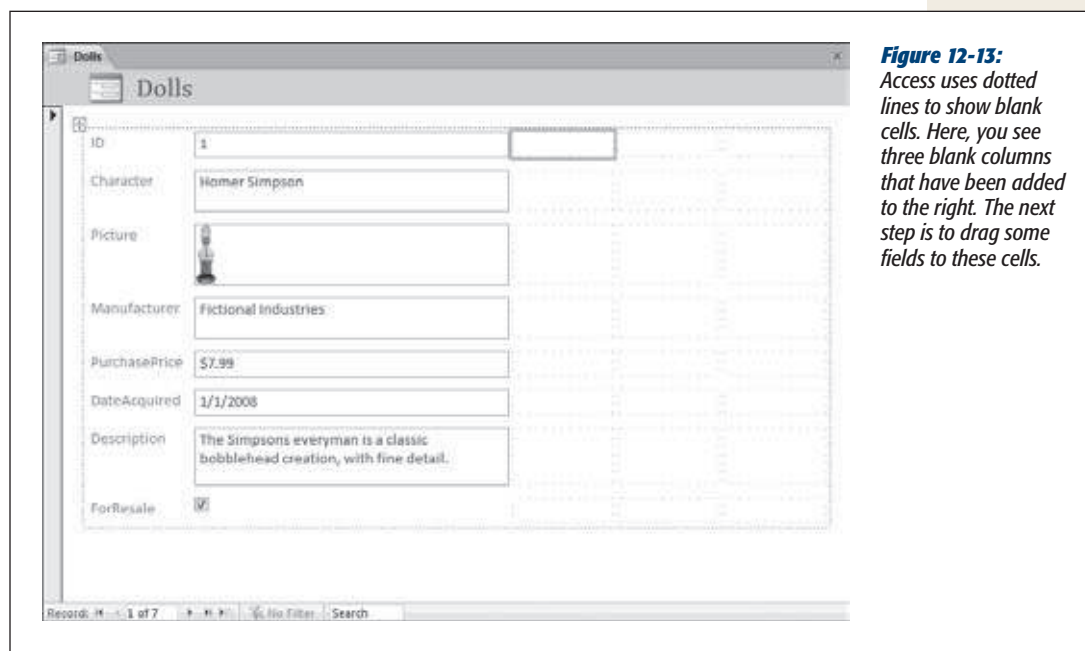 Dolls
Dolls
ID
1
Character
Homer Simpson
Picture
Manufacturer
Fictional Industries
PurchasePrice
$7.99
DateAcquired
1/1/2008
Description
The Simpsons everyman is a classic
bobblehead creation, with fine detail.
ForResale
Record: 1 of 7 No Filter Search
Figure 12-13:
Access uses dotted
lines to show blank
cells. Here, you see
three blank columns
that have been added
to the right. The next
step is to drag some
fields to these cells.